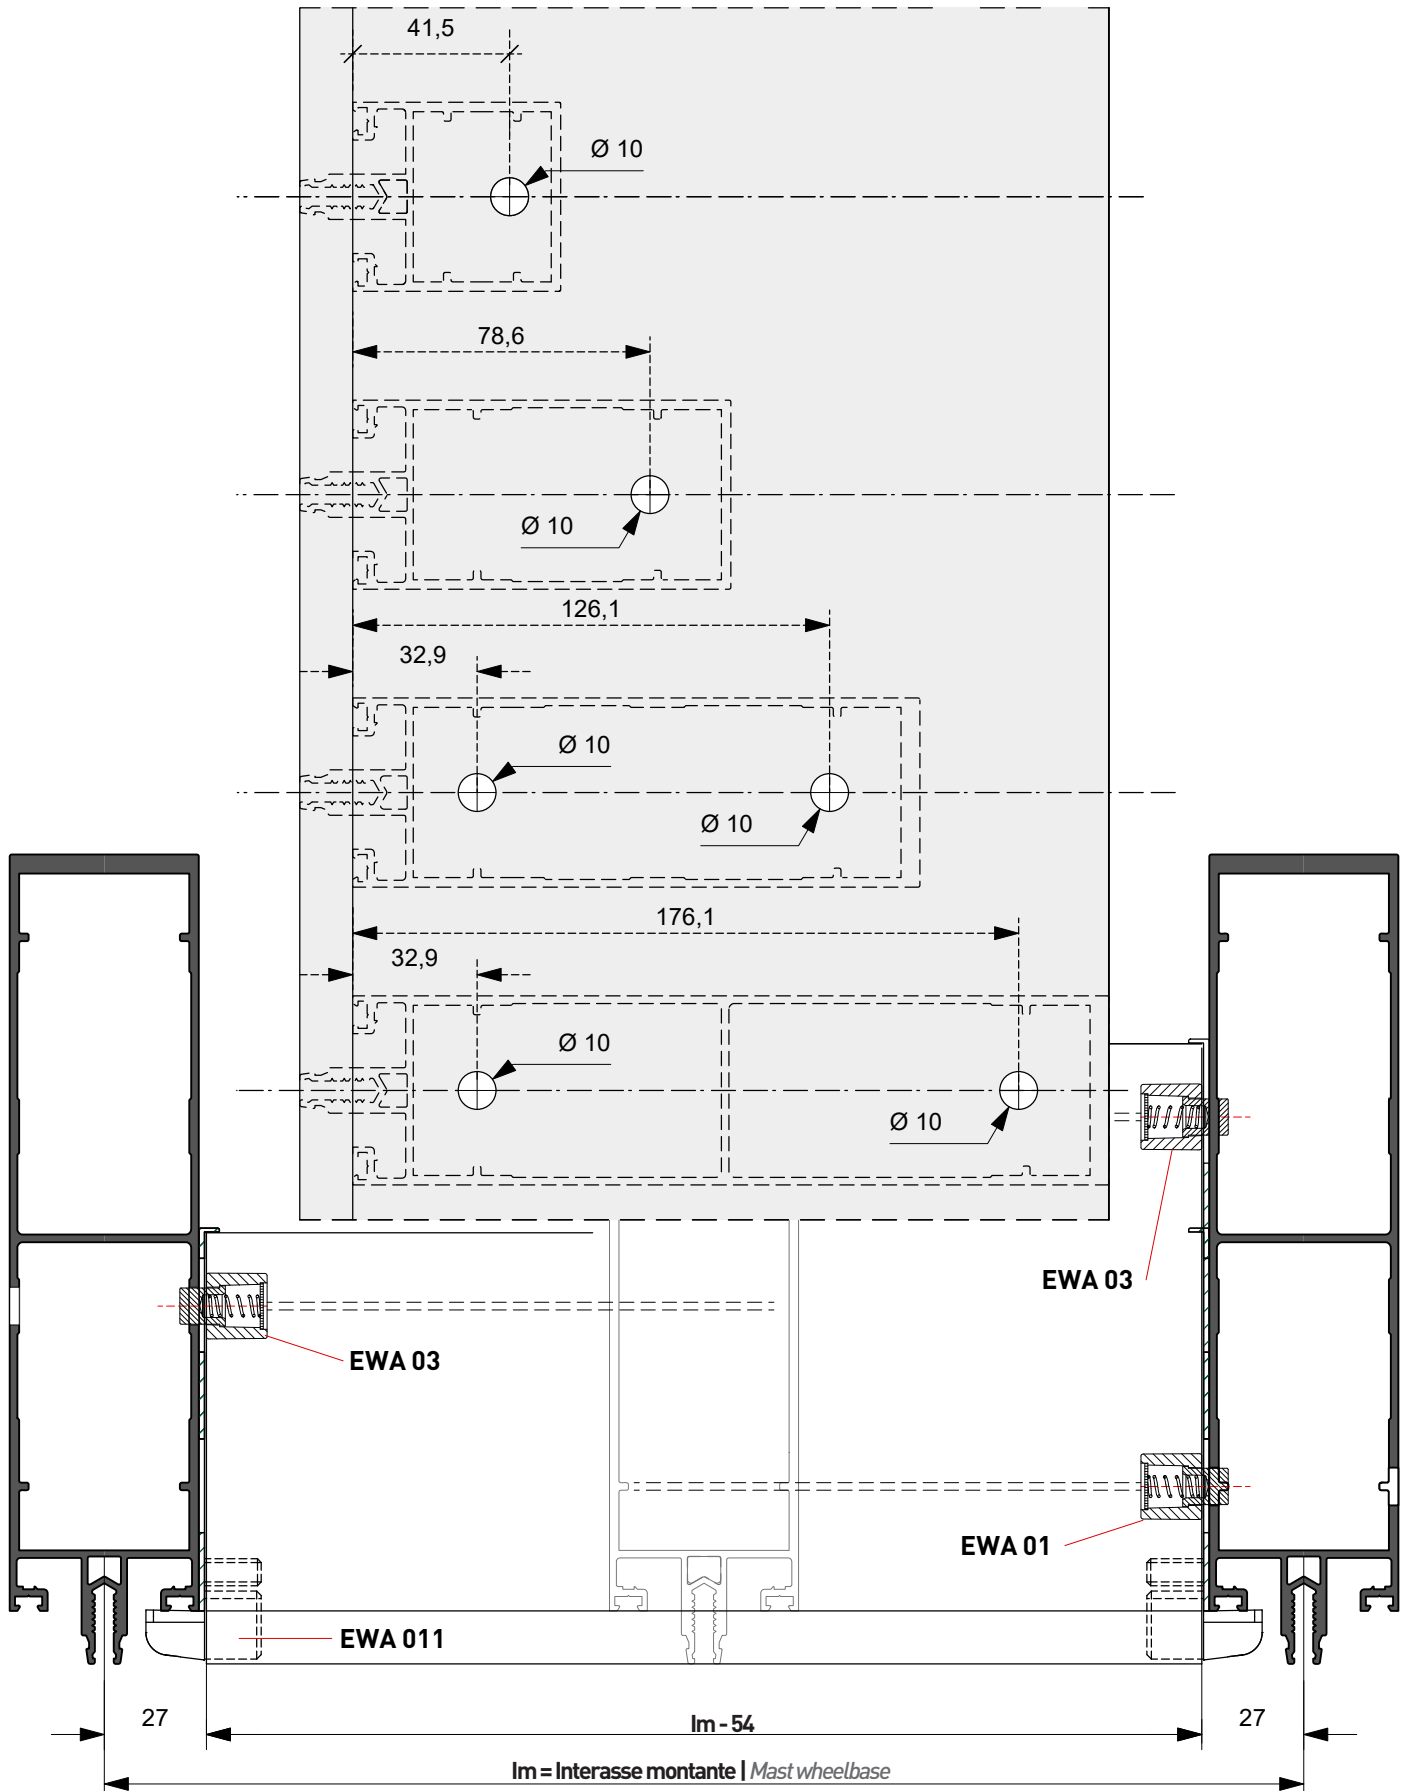 41,5
Ø 10
78,6
Ø 10
126,1
32,9
Ø 10
Ø 10
176,1
32,9
Ø 10
Ø 10
EWA 03
EWA 03
EWA 01
EWA 011
27
Im - 54
27
Im = Interasse montante | Mast wheelbase